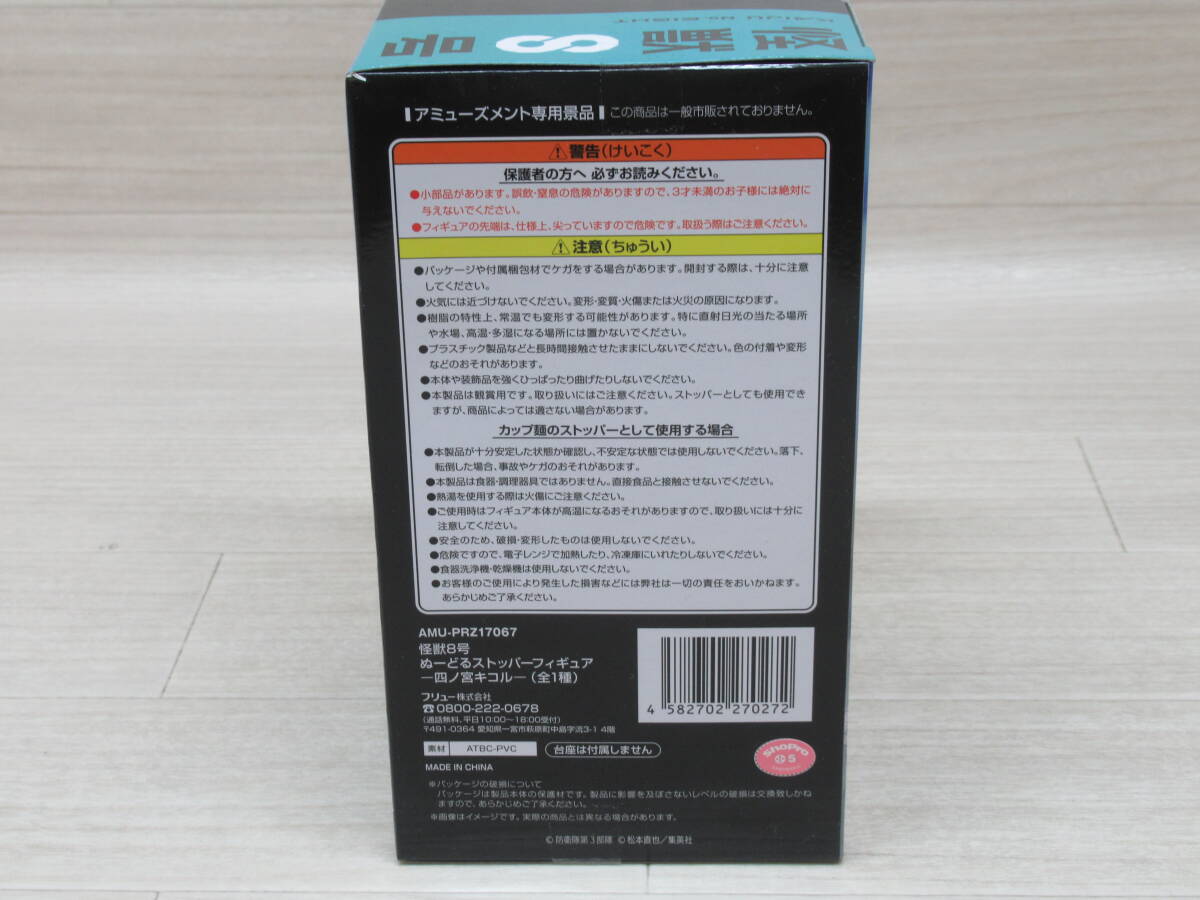 KAIJU No.EIGHT
怪獣8号
アミューズメント専用景品 この商品は一般市販されておりません。
⚠警告(けいこく)
保護者の方へ 必ずお読みください。
●小部品があります。誤飲・窒息の危険がありますので、3才未満のお子様には絶対に
与えないでください。
●フィギュアの先端は、仕様上、尖っていますので危険です。取扱う際はご注意ください。
⚠注意(ちゅうい)
●パッケージや付属梱包材でケガをする場合があります。開封する際は、十分に注意
してください。
●火気には近づけないでください。変形・変質・火傷または火災の原因になります。
●樹脂の特性上、常温でも変形する可能性があります。特に直射日光の当たる場所
や水場、高温・多湿になる場所には置かないでください。
●プラスチック製品などと長時間接触させたままにしないでください。色の付着や変形
などのおそれがあります。
●本体や装飾品を強くひっぱったり曲げたりしないでください。
●本製品は観賞用です。取り扱いにはご注意ください。ストッパーとしても使用でき
ますが、商品によっては適さない場合があります。
カップ麺のストッパーとして使用する場合
●本製品が十分安定した状態か確認し、不安定な状態では使用しないでください。落下、
転倒した場合、事故やケガのおそれがあります。
●本製品は食器・調理器具ではありません。直接食品と接触させないでください。
●熱湯を使用する際は火傷にご注意ください。
●ご使用時はフィギュア本体が高温になるおそれがありますので、取り扱いには十分に
注意してください。
●安全のため、破損・変形したものは使用しないでください。
●危険ですので、電子レンジで加熱したり、冷凍庫にいれたりしないでください。
●食器洗浄機・乾燥機は使用しないでください。
●お客様のご使用により発生した損害などには弊社は一切の責任をおいかねます。
あらかじめご了承ください。
AMU-PRZ17067
怪獣8号
ぬーどるストッパーフィギュア
―四ノ宮キコル―(全1種)
フリュー株式会社
☎0800-222-0678
(通話無料、平日10:00~18:00受付)
〒491-0364 愛知県一宮市萩原町中島字流3-1 4階
素材 ATBC-PVC 台座は付属しません
MADE IN CHINA
4 582702 270272
ShoPro
S
※パッケージの破損について
パッケージは製品本体の保護材です。製品に影響を及ぼさないレベルの破損は交換致しかね
ますので、あらかじめご了承ください。
※画像はイメージです。実際の商品とは異なる場合があります。
© 防衛隊第3部隊 © 松本直也/集英社